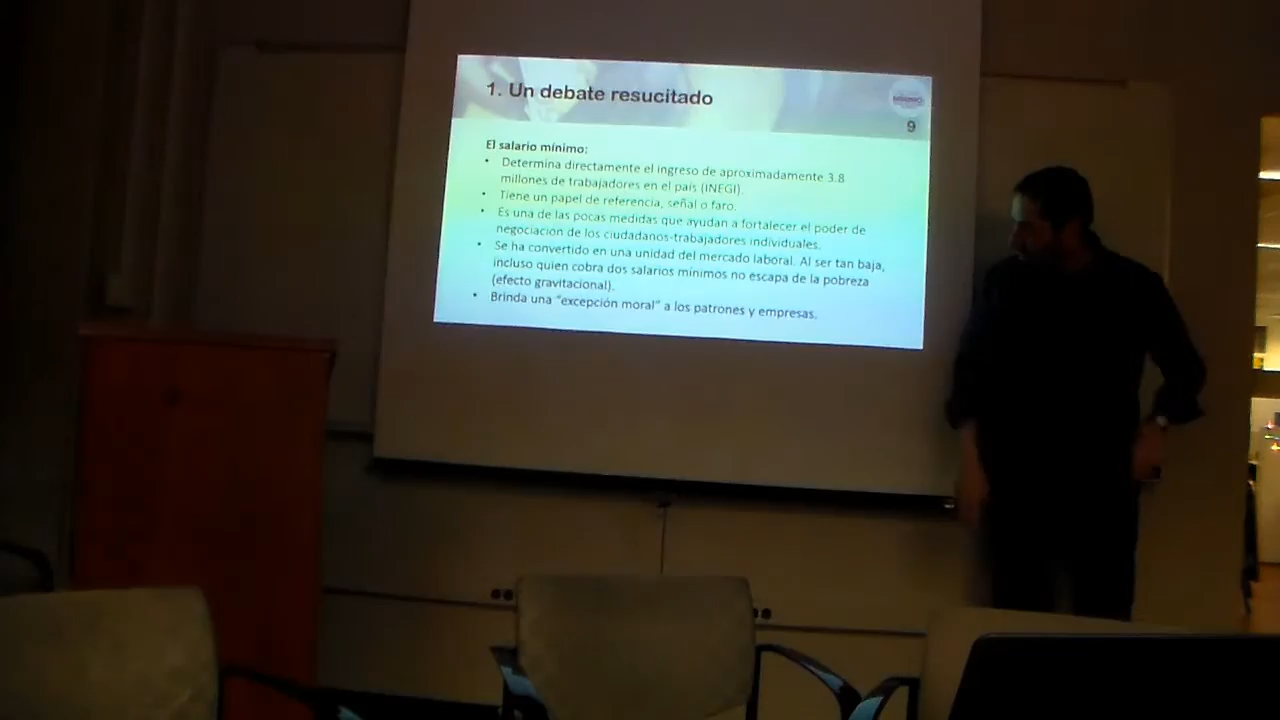 1. Un debate resucitado
9
El salario mínimo:
• Determina directamente el ingreso de aproximadamente 3.8
millones de trabajadores en el país (INEGI).
• Tiene un papel de referencia, señal o faro.
• Es una de las pocas medidas que ayudan a fortalecer el poder de
negociación de los ciudadanos-trabajadores individuales.
• Se ha convertido en una unidad del mercado laboral. Al ser tan baja,
incluso quien cobra dos salarios mínimos no escapa de la pobreza
(efecto gravitacional).
• Brinda una "excepción moral" a los patrones y empresas.